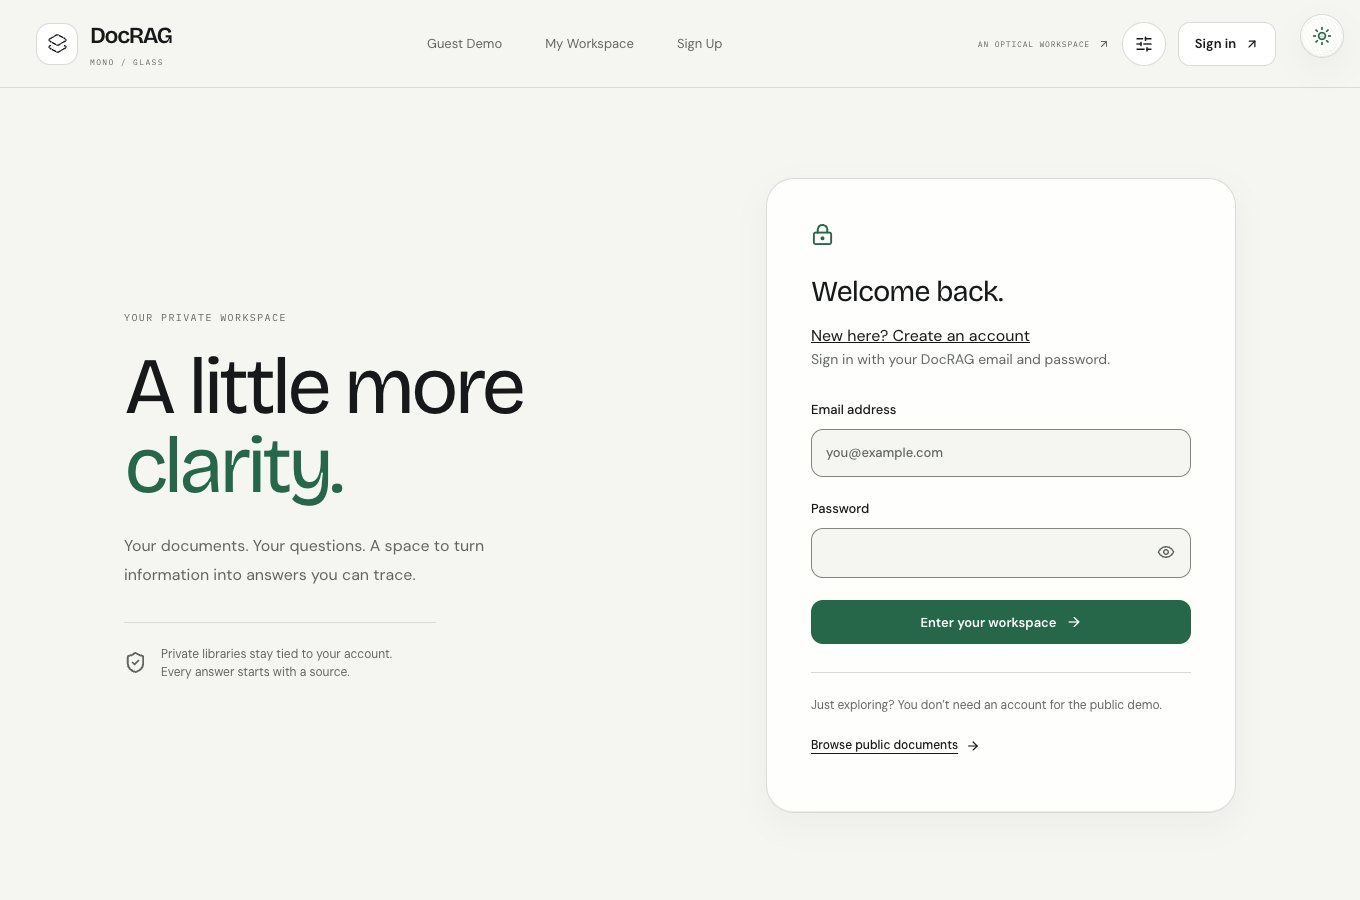 DocRAG
MONO / GLASS
Guest Demo
My Workspace
Sign Up
AN OPTICAL WORKSPACE
Sign in
YOUR PRIVATE WORKSPACE
A little more
clarity.
Your documents. Your questions. A space to turn
information into answers you can trace.
Private libraries stay tied to your account.
Every answer starts with a source.
Welcome back.
New here? Create an account
Sign in with your DocRAG email and password.
Email address
you@example.com
Password
Enter your workspace
Just exploring? You don’t need an account for the public demo.
Browse public documents